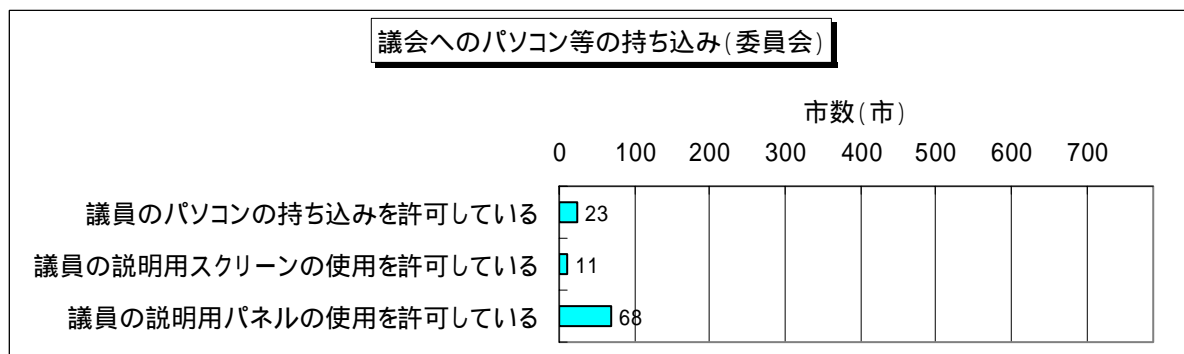 議会へのパソコン等の持ち込み(委員会)
市数(市)
0 100 200 300 400 500 600 700
議員のパソコンの持ち込みを許可している 23
議員の説明用スクリーンの使用を許可している 11
議員の説明用パネルの使用を許可している 68